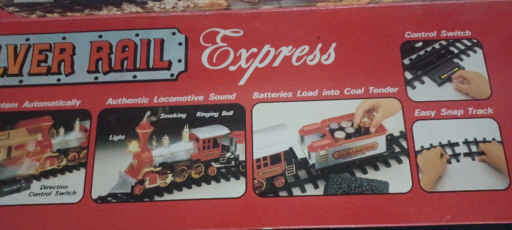 LVER RAIL Express
Control Switch
tom Automatically
Authentic Locomotive Sound
Batteries Load into Coal Tender
Light
Smoking
Ringing Bell
Easy Snap Track
Direction
Control Switch